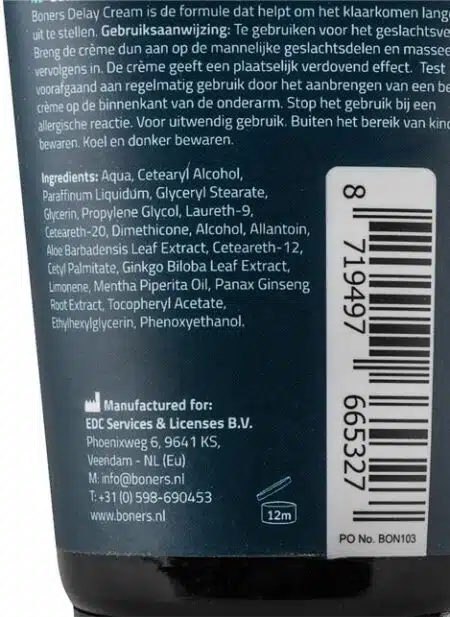 Boners Delay Cream is de formule dat helpt om het klaarkomen
uit te stellen. Gebruiksaanwijzing: Te gebruiken voor het
Breng de crème dun aan op de mannelijke geslachtsdelen en
vervolgens in. De crème geeft een plaatselijk verdovend effect. Test
voorafgaand aan regelmatig gebruik door het aanbrengen van een
crème op de binnenkant van de onderarm. Stop het gebruik bij een
allergische reactie. Voor uitwendig gebruik. Buiten het bereik van
bewaren. Koel en donker bewaren.
Ingredients: Aqua, Cetearyl Alcohol,
Paraffinum Liquidum, Glyceryl Stearate,
Glycerin, Propylene Glycol, Laureth-9,
Ceteareth-20, Dimethicone, Alcohol, Allantoin,
Aloe Barbadensis Leaf Extract, Ceteareth-12,
Cetyl Palmitate, Ginkgo Biloba Leaf Extract,
Limonene, Mentha Piperita Oil, Panax Ginseng
Root Extract, Tocopheryl Acetate,
Ethylhexylglycerin, Phenoxyethanol.
Manufactured for:
EDC Services & Licenses B.V.
Phoenixweg 6, 9641 KS,
Veendam - NL (Eu)
M: info@boners.nl
T: +31 (0) 598-690453
www.boners.nl
12m
8 719497 665327
PO No. BON103